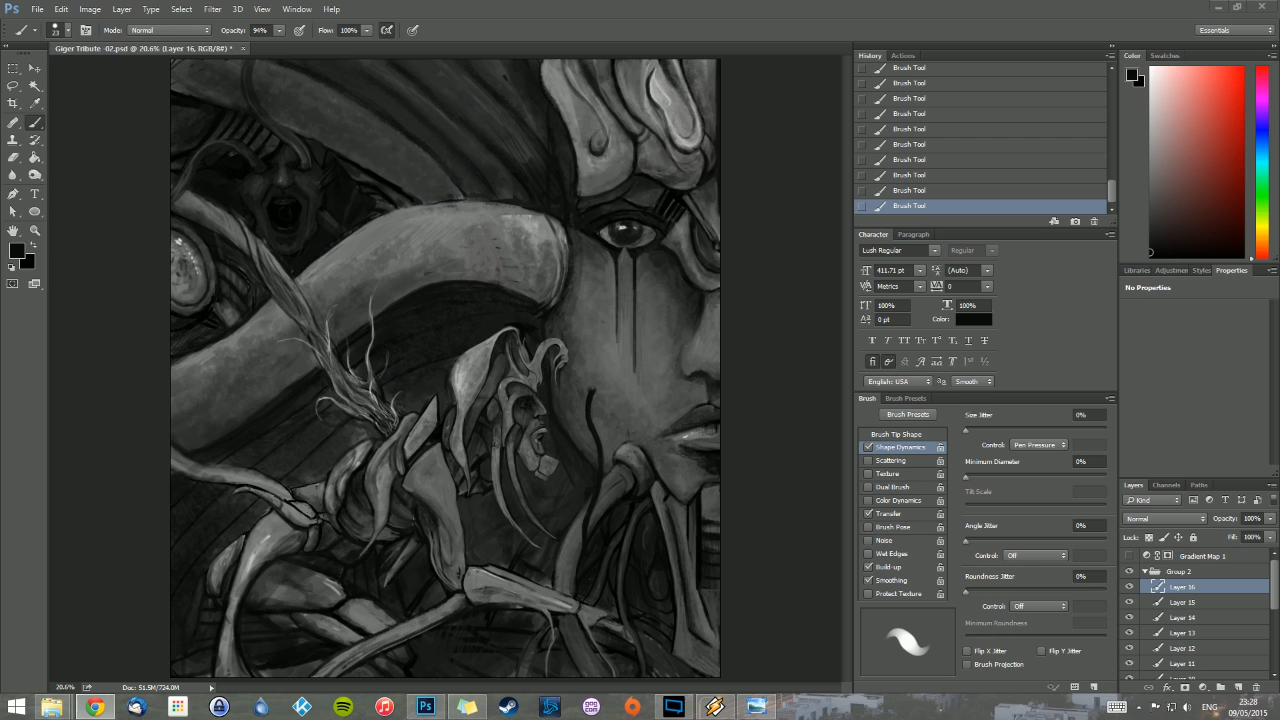 Ps File Edit Image Layer Type Select Filter 3D View Window Help
23 Mode: Normal Opacity: 94% Flow: 100% Essentials
Giger Tribute -02.psd @ 20.6% (Layer 16, RGB/8#) * ×
History Actions
Brush Tool
Brush Tool
Brush Tool
Brush Tool
Brush Tool
Brush Tool
Brush Tool
Brush Tool
Brush Tool
Brush Tool
Color Swatches
Character Paragraph
Lush Regular Regular
411.71 pt (Auto)
Metrics 0
100% 100%
0 pt Color:
English: USA aa Smooth
Libraries Adjustmen Styles Properties
No Properties
Brush Brush Presets
Brush Presets
Brush Tip Shape
Shape Dynamics
Scattering
Texture
Dual Brush
Color Dynamics
Transfer
Brush Pose
Noise
Wet Edges
Build-up
Smoothing
Protect Texture
Size Jitter 0%
Control: Pen Pressure
Minimum Diameter 0%
Tilt Scale
Angle Jitter 0%
Control: Off
Roundness Jitter 0%
Control: Off
Minimum Roundness
Flip X Jitter Flip Y Jitter
Brush Projection
Layers Channels Paths
Kind
Normal Opacity: 100%
Lock: Fill: 100%
Gradient Map 1
Group 2
Layer 16
Layer 15
Layer 14
Layer 13
Layer 12
Layer 11
20.6% Doc: 51.5M/724.0M
Ps
gog.com
ENG 23:28
09/05/2015